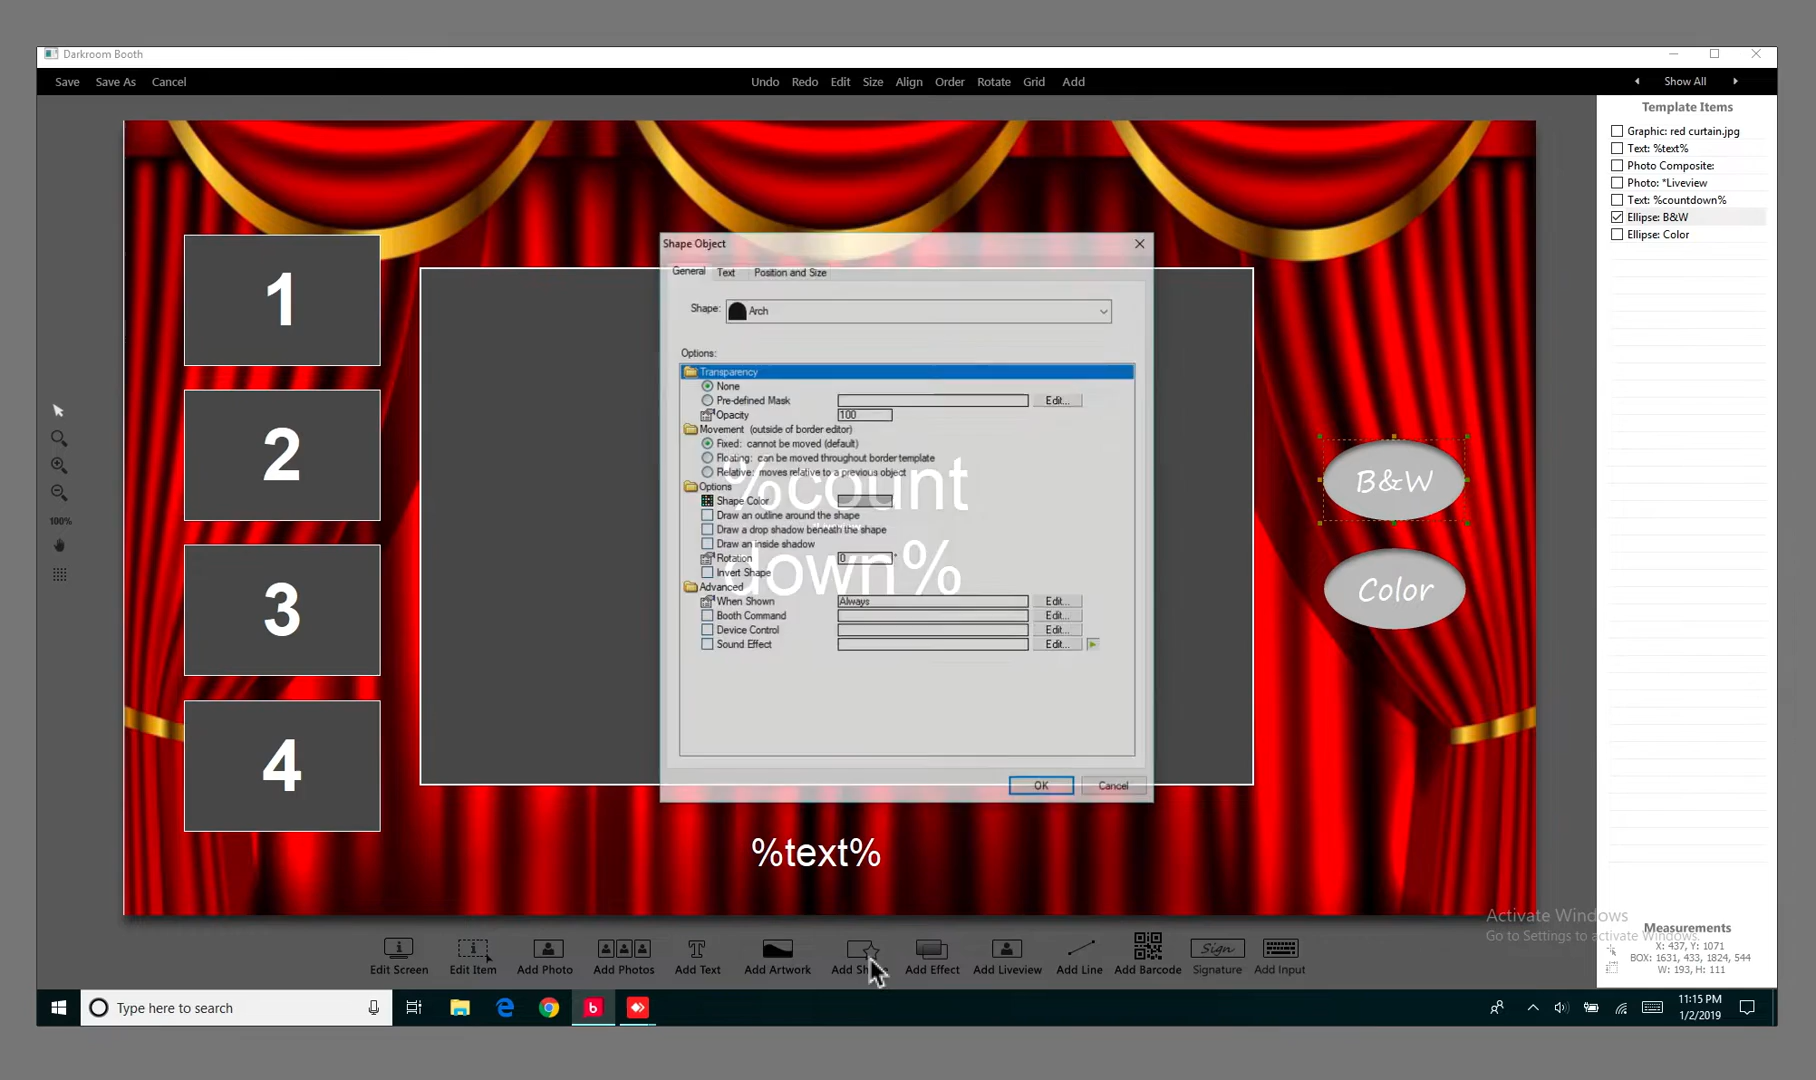 Darkroom Booth
Save Save As Cancel
Undo Redo Edit Size Align Order Rotate Grid Add
Show All
Template Items
Graphic: red curtain.jpg
Text: %text%
Photo Composite:
Photo: *Liveview
Text: %countdown%
Ellipse: B&W
Ellipse: Color
1
2
3
4
100%
Shape Object
General Text Position and Size
Shape: Arch
Options:
Transparency
None
Pre-defined Mask Edit...
Opacity 100
Movement (outside of border editor)
Fixed: cannot be moved (default)
Floating: can be moved throughout border template
Relative: moves relative to a previous object
Options
Shape Color
Draw an outline around the shape
Draw a drop shadow beneath the shape
Draw an inside shadow
Rotation 0 °
Invert Shape
Advanced
When Shown Always Edit...
Booth Command Edit...
Device Control Edit...
Sound Effect Edit...
OK Cancel
%count
down%
B&W
Color
%text%
Activate Windows
Go to Settings to activate Windows.
Measurements
X: 437, Y: 1071
BOX: 1631, 433, 1824, 544
W: 193, H: 111
Edit Screen Edit Item Add Photo Add Photos Add Text Add Artwork Add Add Effect Add Liveview Add Line Add Barcode Sign Signature Add Input
Type here to search
11:15 PM
1/2/2019